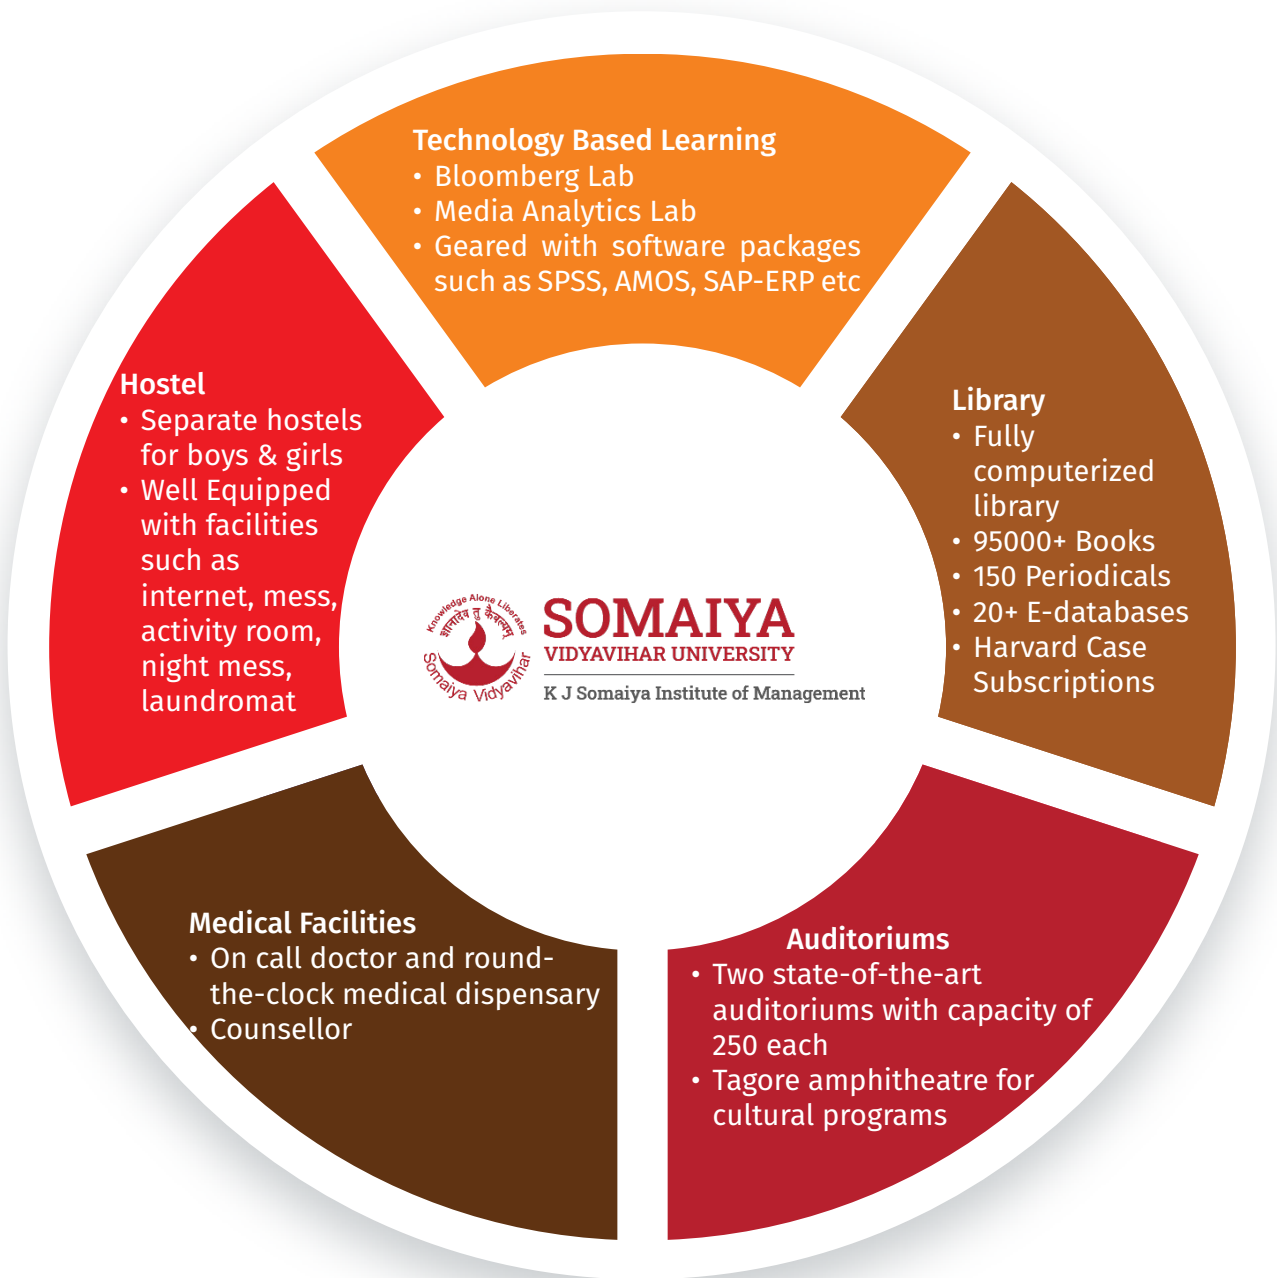 Technology Based Learning
• Bloomberg Lab
• Media Analytics Lab
• Geared with software packages
such as SPSS, AMOS, SAP-ERP etc
Library
• Fully
computerized
library
• 95000+ Books
• 150 Periodicals
• 20+ E-databases
• Harvard Case
Subscriptions
Auditoriums
• Two state-of-the-art
auditoriums with capacity of
250 each
• Tagore amphitheatre for
cultural programs
Medical Facilities
• On call doctor and round-
the-clock medical dispensary
• Counsellor
Hostel
• Separate hostels
for boys & girls
• Well Equipped
with facilities
such as
internet, mess,
activity room,
night mess,
laundromat
Knowledge Alone Liberates
ज्ञानादेव तु कैवल्यम्
Somaiya Vidyavihar
SOMAIYA
VIDYAVIHAR UNIVERSITY
K J Somaiya Institute of Management